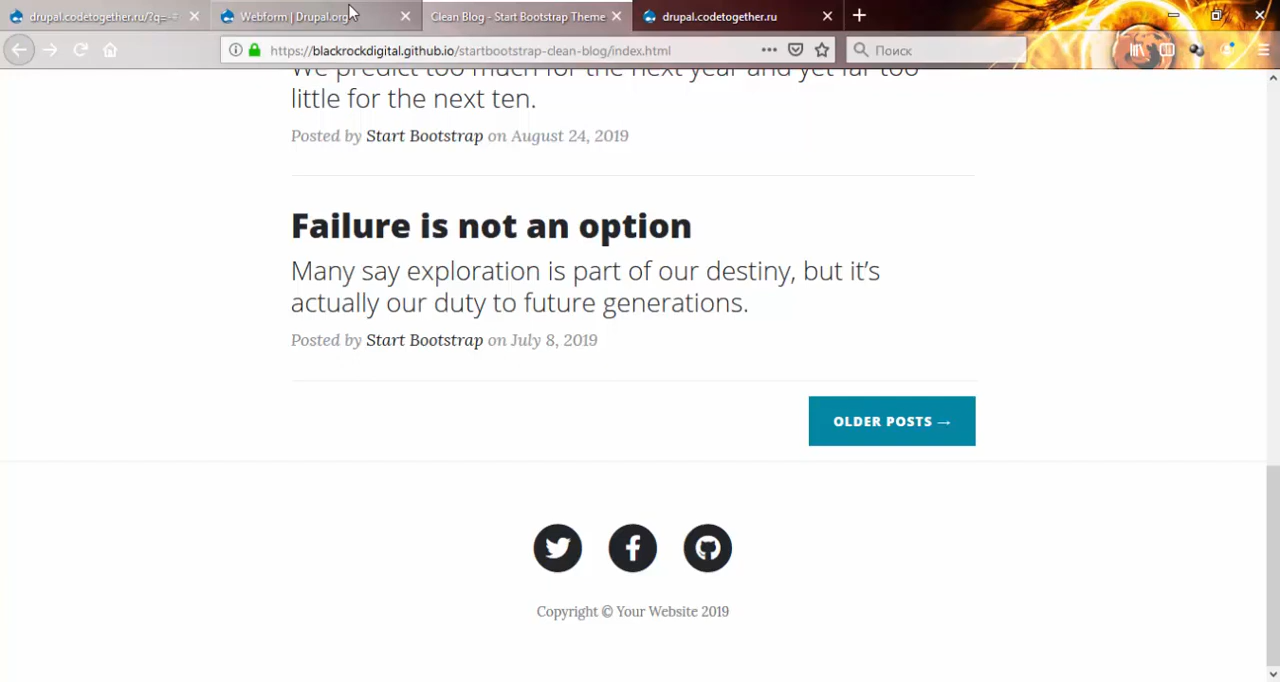 drupal.codetogether.ru/?q=
Webform | Drupal.org
Clean Blog - Start Bootstrap Theme
drupal.codetogether.ru
https://blackrockdigital.github.io/startbootstrap-clean-blog/index.html
Поиск
We predict too much for the next year and yet far too
little for the next ten.
Posted by Start Bootstrap on August 24, 2019
Failure is not an option
Many say exploration is part of our destiny, but it’s
actually our duty to future generations.
Posted by Start Bootstrap on July 8, 2019
OLDER POSTS →
Copyright © Your Website 2019